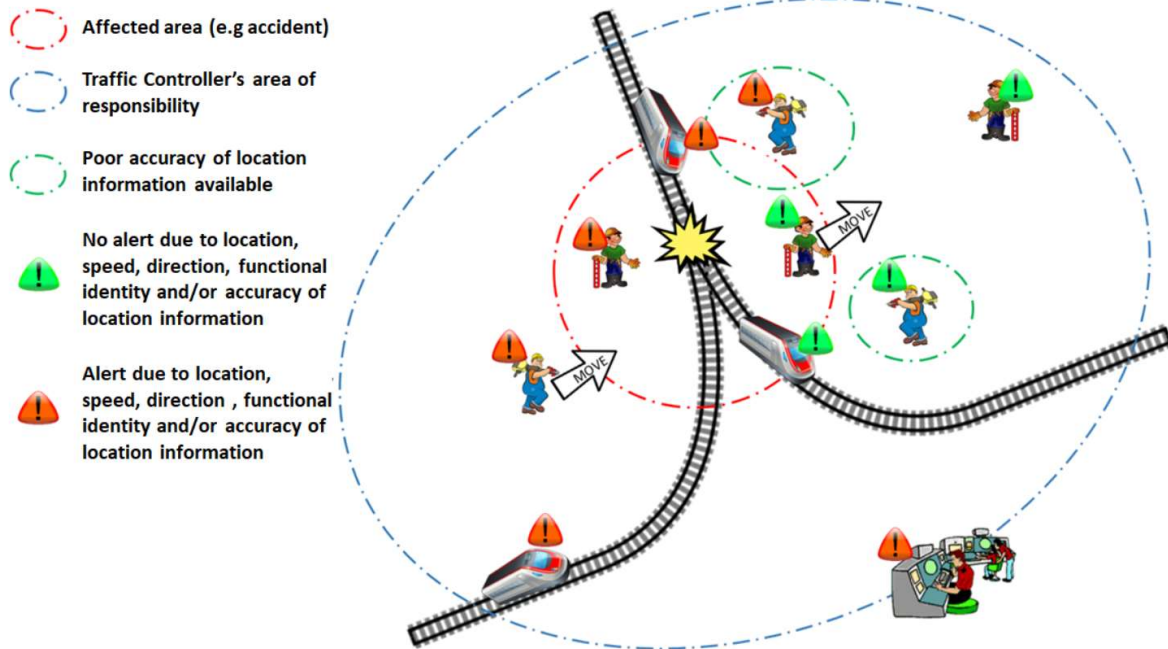 Affected area (e.g accident)
Traffic Controller's area of
responsibility
Poor accuracy of location
information available
No alert due to location,
speed, direction, functional
identity and/or accuracy of
location information
Alert due to location,
speed, direction , functional
identity and/or accuracy of
location information
MOVE
MOVE